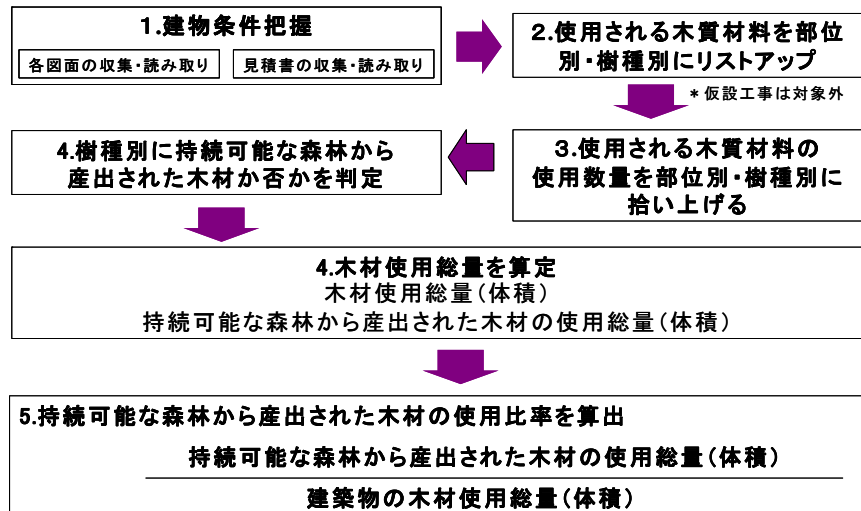 1.建物条件把握
各図面の収集・読み取り
見積書の収集・読み取り
2.使用される木質材料を部位
別・樹種別にリストアップ
*仮設工事は対象外
3.使用される木質材料の
使用数量を部位別・樹種別に
拾い上げる
4.樹種別に持続可能な森林から
産出された木材か否かを判定
4.木材使用総量を算定
木材使用総量(体積)
持続可能な森林から産出された木材の使用総量(体積)
5.持続可能な森林から産出された木材の使用比率を算出
持続可能な森林から産出された木材の使用総量(体積)
建築物の木材使用総量(体積)